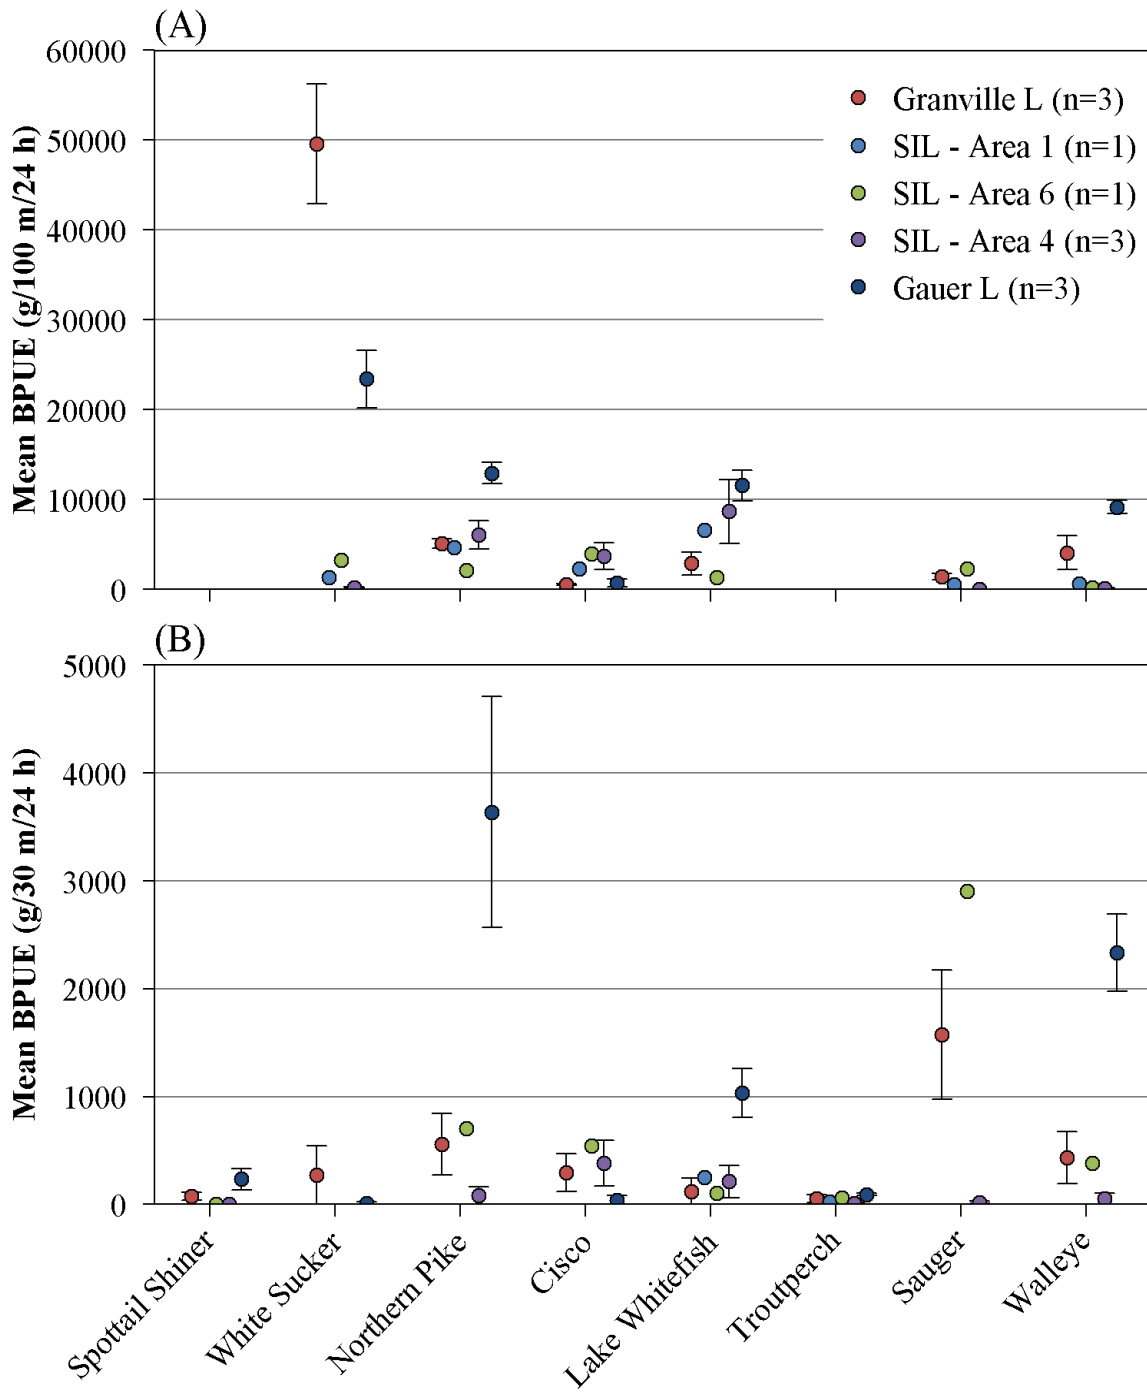 (A)
60000
50000
40000
30000
20000
10000
0
Mean BPUE (g/100 m/24 h)
Granville L (n=3)
SIL - Area 1 (n=1)
SIL - Area 6 (n=1)
SIL - Area 4 (n=3)
Gauer L (n=3)
(B)
5000
4000
3000
2000
1000
0
Mean BPUE (g/30 m/24 h)
Spottail Shiner
White Sucker
Northern Pike
Cisco
Lake Whitefish
Troutperch
Sauger
Walleye